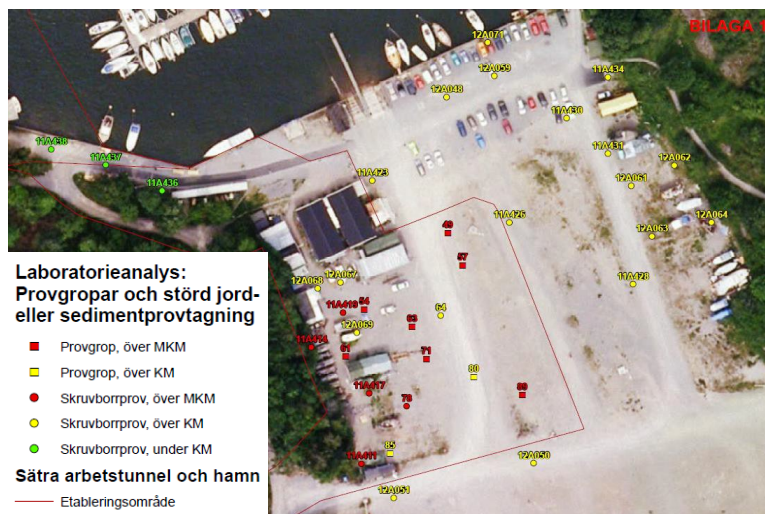 BILAGA 1
12A071
12A059
11A434
12A048
11A430
11A438
11A437
11A431
12A062
11A436
11A423
12A061
11A426
12A064
49
12A063
57
12A068
12A067
11A428
11A419
54
64
63
12A069
11A414
61
71
80
11A417
78
89
85
11A411
12A050
12A051
Laboratorieanalys:
Provgropar och störd jord-
eller sedimentprovtagning
Provgrop, över MKM
Provgrop, över KM
Skruvborrprov, över MKM
Skruvborrprov, över KM
Skruvborrprov, under KM
Sätra arbetstunnel och hamn
Etableringsområde